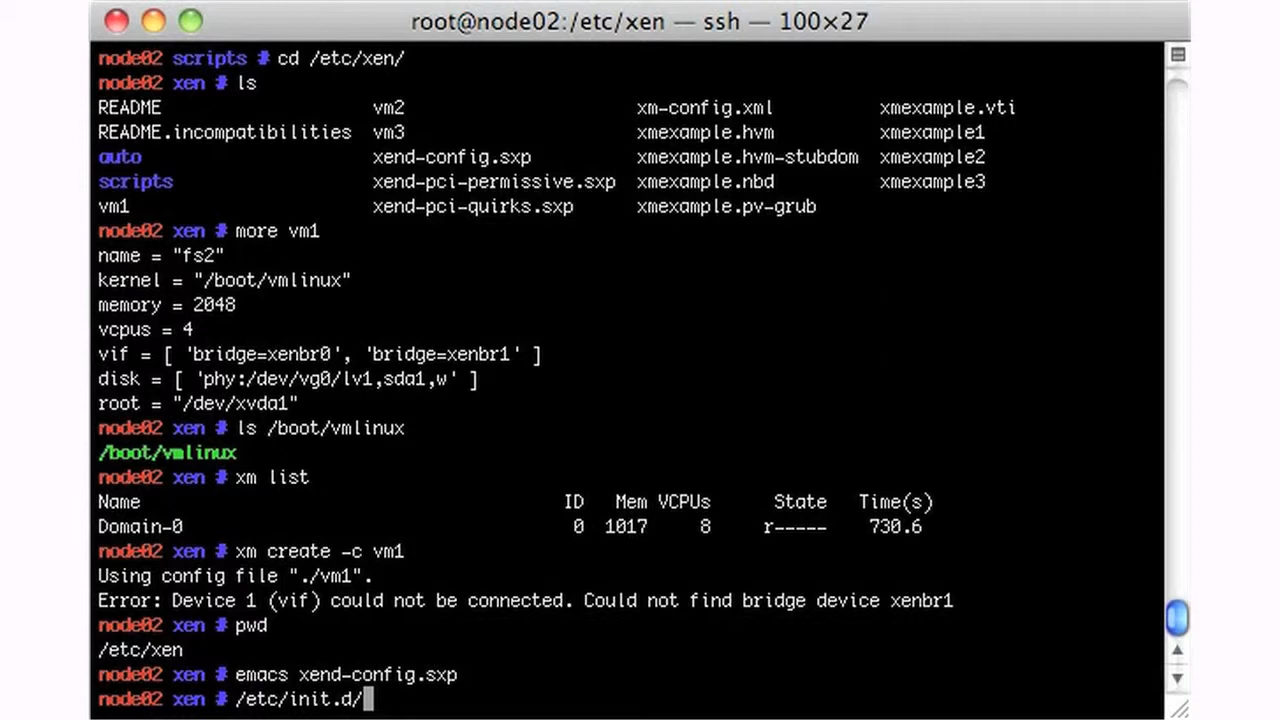 root@node02:/etc/xen — ssh — 100×27
node02 scripts # cd /etc/xen/
node02 xen # ls
README vm2 xm-config.xml xmexample.vti
README.incompatibilities vm3 xmexample.hvm xmexample1
auto xend-config.sxp xmexample.hvm-stubdom xmexample2
scripts xend-pci-permissive.sxp xmexample.nbd xmexample3
vm1 xend-pci-quirks.sxp xmexample.pv-grub
node02 xen # more vm1
name = "fs2"
kernel = "/boot/vmlinux"
memory = 2048
vcpus = 4
vif = [ 'bridge=xenbr0', 'bridge=xenbr1' ]
disk = [ 'phy:/dev/vg0/lv1,sda1,w' ]
root = "/dev/xvda1"
node02 xen # ls /boot/vmlinux
/boot/vmlinux
node02 xen # xm list
Name ID Mem VCPUs State Time(s)
Domain-0 0 1017 8 r----- 730.6
node02 xen # xm create -c vm1
Using config file "./vm1".
Error: Device 1 (vif) could not be connected. Could not find bridge device xenbr1
node02 xen # pwd
/etc/xen
node02 xen # emacs xend-config.sxp
node02 xen # /etc/init.d/